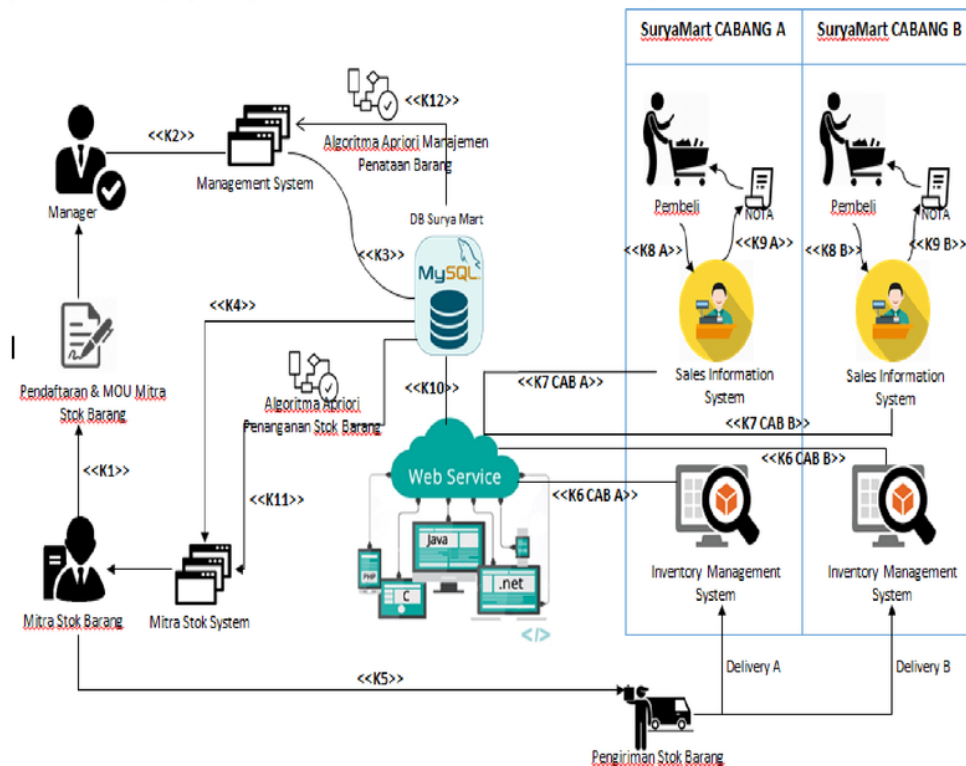 SuryaMart CABANG A
SuryaMart CABANG B
<<K12>>
<<K2>>
Algoritma Apriori Manajemen
Penataan Barang
Management System
Manager
DB Surya Mart
MySQL
<<K3>>
Pembeli
NOTA
Pembeli
NOTA
<<K8 A>>
<<K9 A>>
<<K8 B>>
<<K9 B>>
<<K4>>
Pendaftaran & MOU Mitra
Stok Barang
Algoritma Apriori
Penanganan Stok Barang
<<K10>>
<<K7 CAB A>>
Sales Information
System
Sales Information
System
<<K7 CAB B>>
<<K1>>
Web Service
<<K6 CAB B>>
<<K6 CAB A>>
<<K11>>
Java
PHP
C
.net
</>
Inventory Management
System
Inventory Management
System
Mitra Stok Barang
Mitra Stok System
<<K5>>
Delivery A
Delivery B
Pengiriman Stok Barang